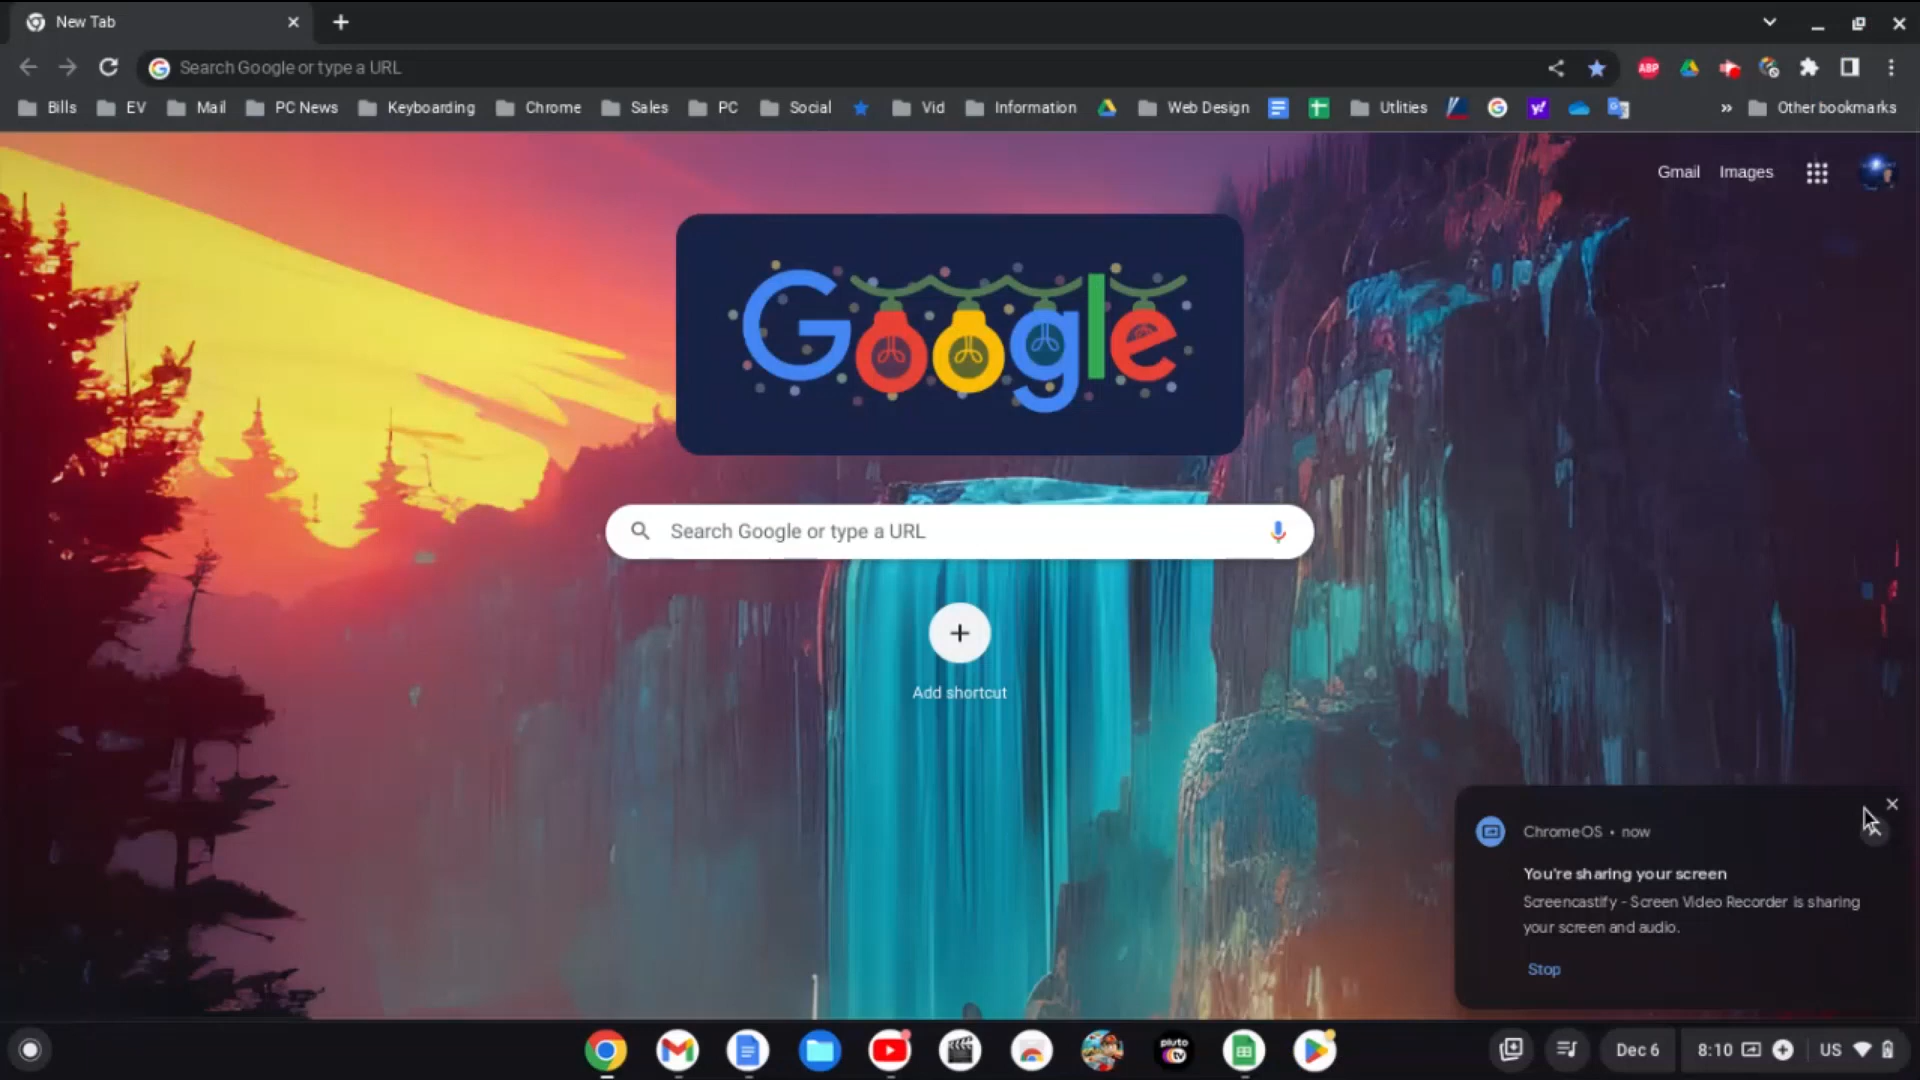 New Tab
Search Google or type a URL
ABP
Bills EV Mail PC News Keyboarding Chrome Sales PC Social Vid Information Web Design Utlities y! » Other bookmarks
Gmail Images
Google
Search Google or type a URL
Add shortcut
ChromeOS • now
You're sharing your screen
Screencastify - Screen Video Recorder is sharing
your screen and audio.
Stop
pluto tv
Dec 6 8:10 US